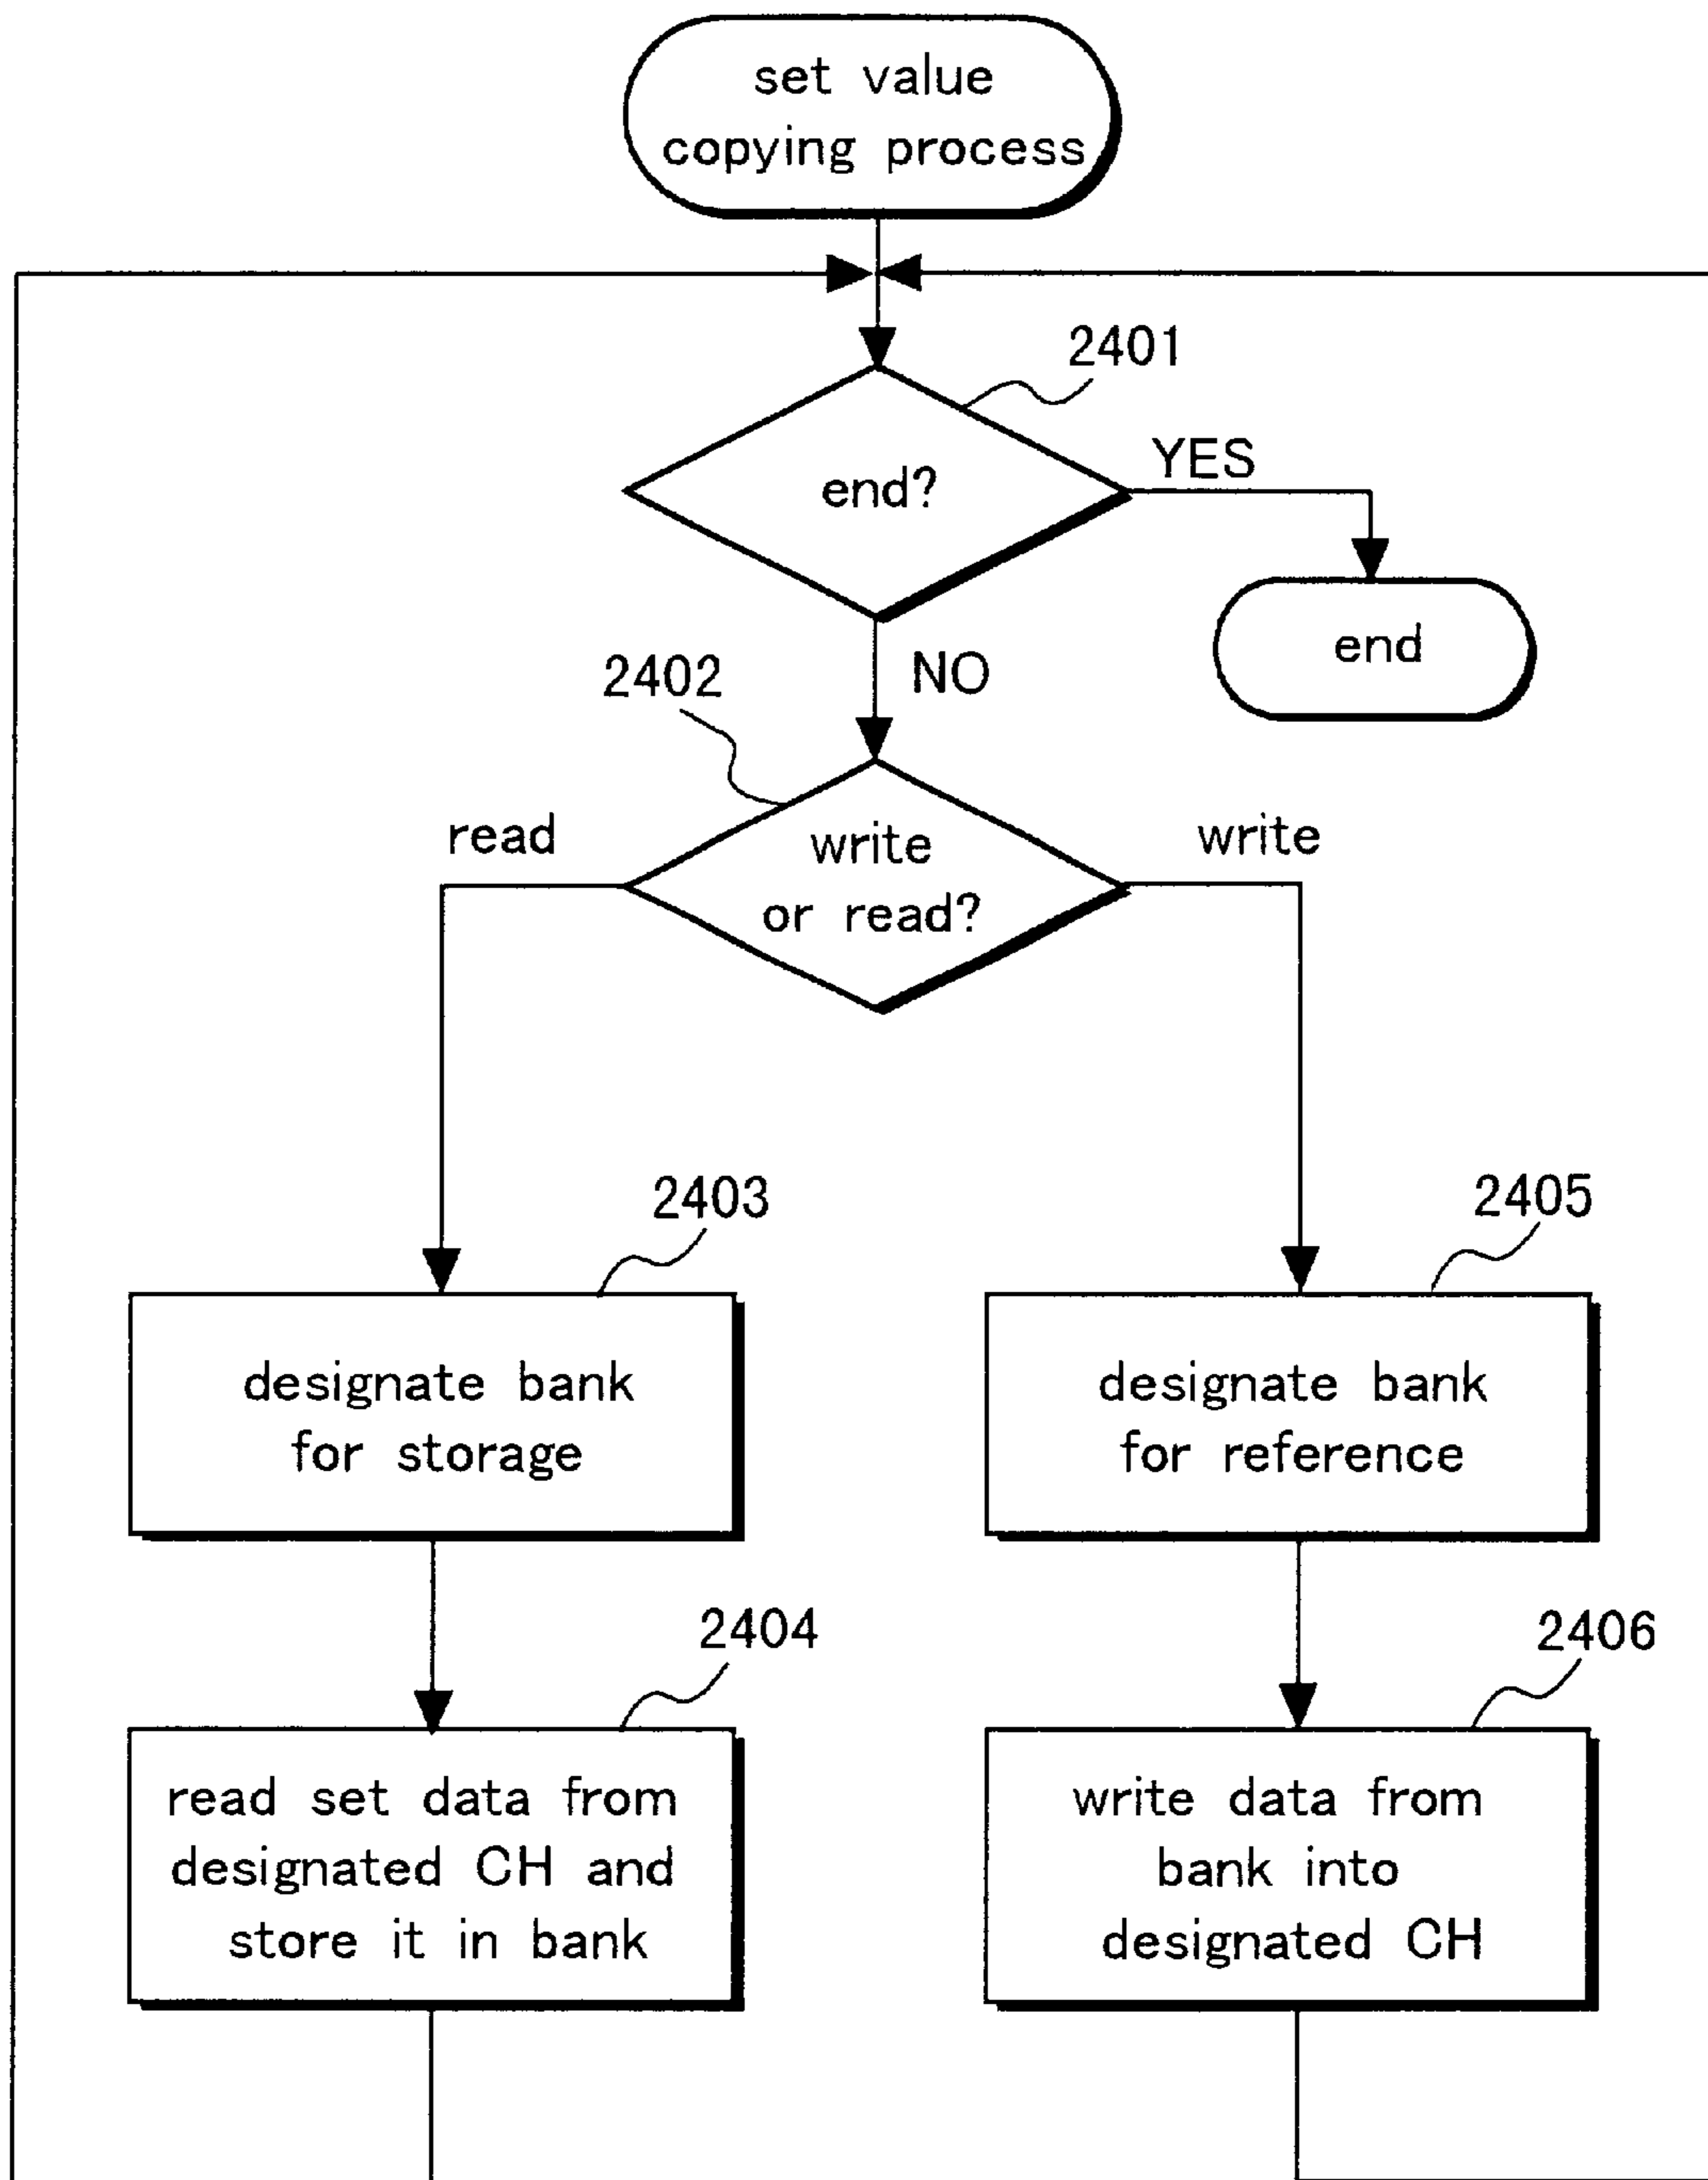 set value
copying process
2401
end?
YES
end
2402
NO
read
write
or read?
write
2403
2405
designate bank
for storage
designate bank
for reference
2404
2406
read set data from
designated CH and
store it in bank
write data from
bank into
designated CH